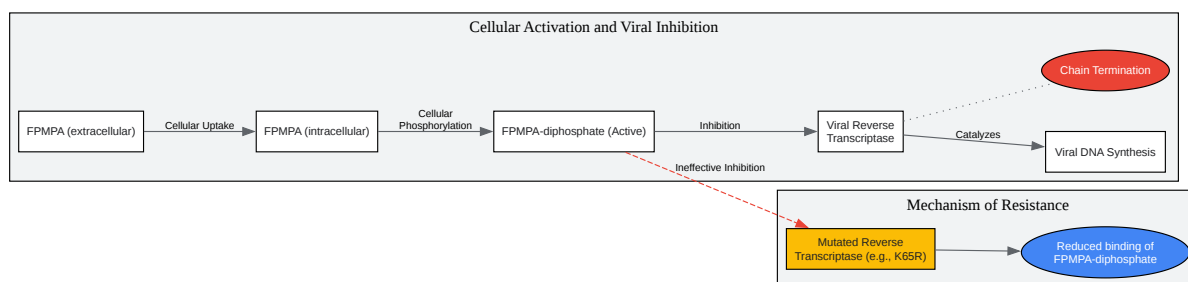 Cellular Activation and Viral Inhibition
Chain Termination
FPMPA (extracellular)
Cellular Uptake
FPMPA (intracellular)
Cellular
Phosphorylation
FPMPA-diphosphate (Active)
Inhibition
Viral Reverse
Transcriptase
Catalyzes
Viral DNA Synthesis
Ineffective Inhibition
Mechanism of Resistance
Mutated Reverse
Transcriptase (e.g., K65R)
Reduced binding of
FPMPA-diphosphate